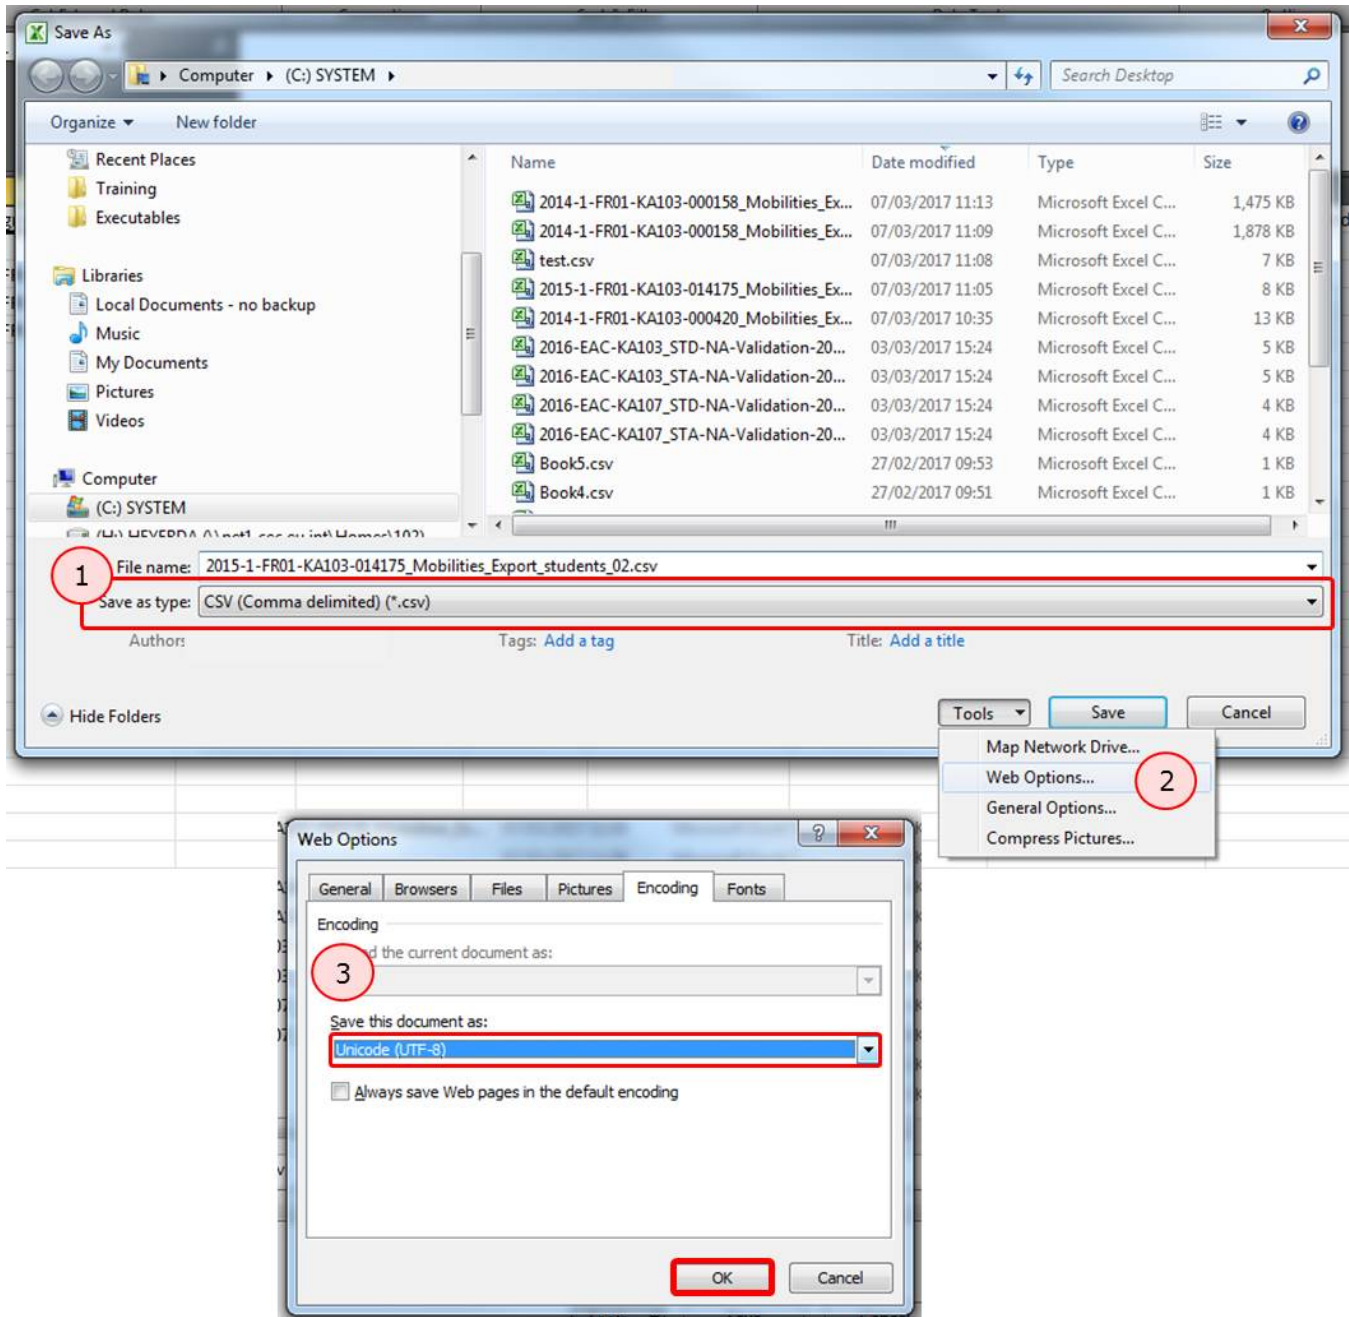 Save As
Computer (C:) SYSTEM Search Desktop
Organize New folder
Recent Places
Training
Executables
Libraries
Local Documents - no backup
Music
My Documents
Pictures
Videos
Computer
(C:) SYSTEM
Name Date modified Type Size
2014-1-FR01-KA103-000158_Mobilities_Ex... 07/03/2017 11:13 Microsoft Excel C... 1,475 KB
2014-1-FR01-KA103-000158_Mobilities_Ex... 07/03/2017 11:09 Microsoft Excel C... 1,878 KB
test.csv 07/03/2017 11:08 Microsoft Excel C... 7 KB
2015-1-FR01-KA103-014175_Mobilities_Ex... 07/03/2017 11:05 Microsoft Excel C... 8 KB
2014-1-FR01-KA103-000420_Mobilities_Ex... 07/03/2017 10:35 Microsoft Excel C... 13 KB
2016-EAC-KA103_STD-NA-Validation-20... 03/03/2017 15:24 Microsoft Excel C... 5 KB
2016-EAC-KA103_STA-NA-Validation-20... 03/03/2017 15:24 Microsoft Excel C... 5 KB
2016-EAC-KA107_STD-NA-Validation-20... 03/03/2017 15:24 Microsoft Excel C... 4 KB
2016-EAC-KA107_STA-NA-Validation-20... 03/03/2017 15:24 Microsoft Excel C... 4 KB
Book5.csv 27/02/2017 09:53 Microsoft Excel C... 1 KB
Book4.csv 27/02/2017 09:51 Microsoft Excel C... 1 KB
1
File name: 2015-1-FR01-KA103-014175_Mobilities_Export_students_02.csv
Save as type: CSV (Comma delimited) (*.csv)
Authors Tags: Add a tag Title: Add a title
Hide Folders Tools Save Cancel
Map Network Drive...
Web Options... 2
General Options...
Compress Pictures...
Web Options
General Browsers Files Pictures Encoding Fonts
Encoding
3 the current document as:
Save this document as:
Unicode (UTF-8)
Always save Web pages in the default encoding
OK Cancel